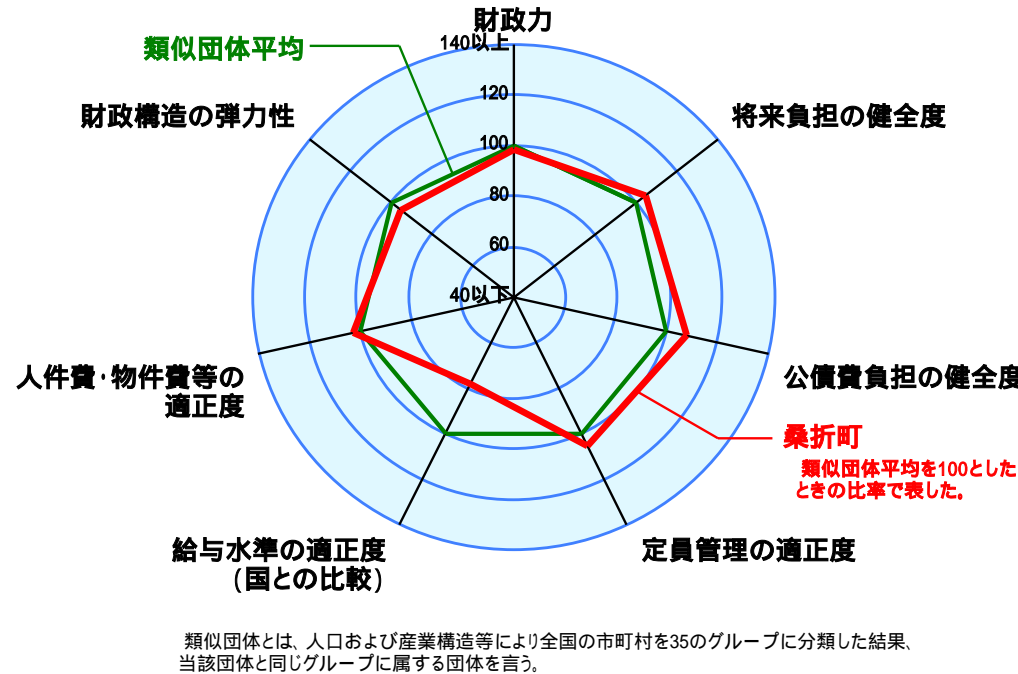 財政力
140以上
類似団体平均
120
財政構造の弾力性
将来負担の健全度
100
80
60
40以下
人件費・物件費等の
適正度
公債費負担の健全度
桑折町
類似団体平均を100とした
ときの比率で表した。
給与水準の適正度
(国との比較)
定員管理の適正度
類似団体とは、人口および産業構造等により全国の市町村を35のグループに分類した結果、
当該団体と同じグループに属する団体を言う。